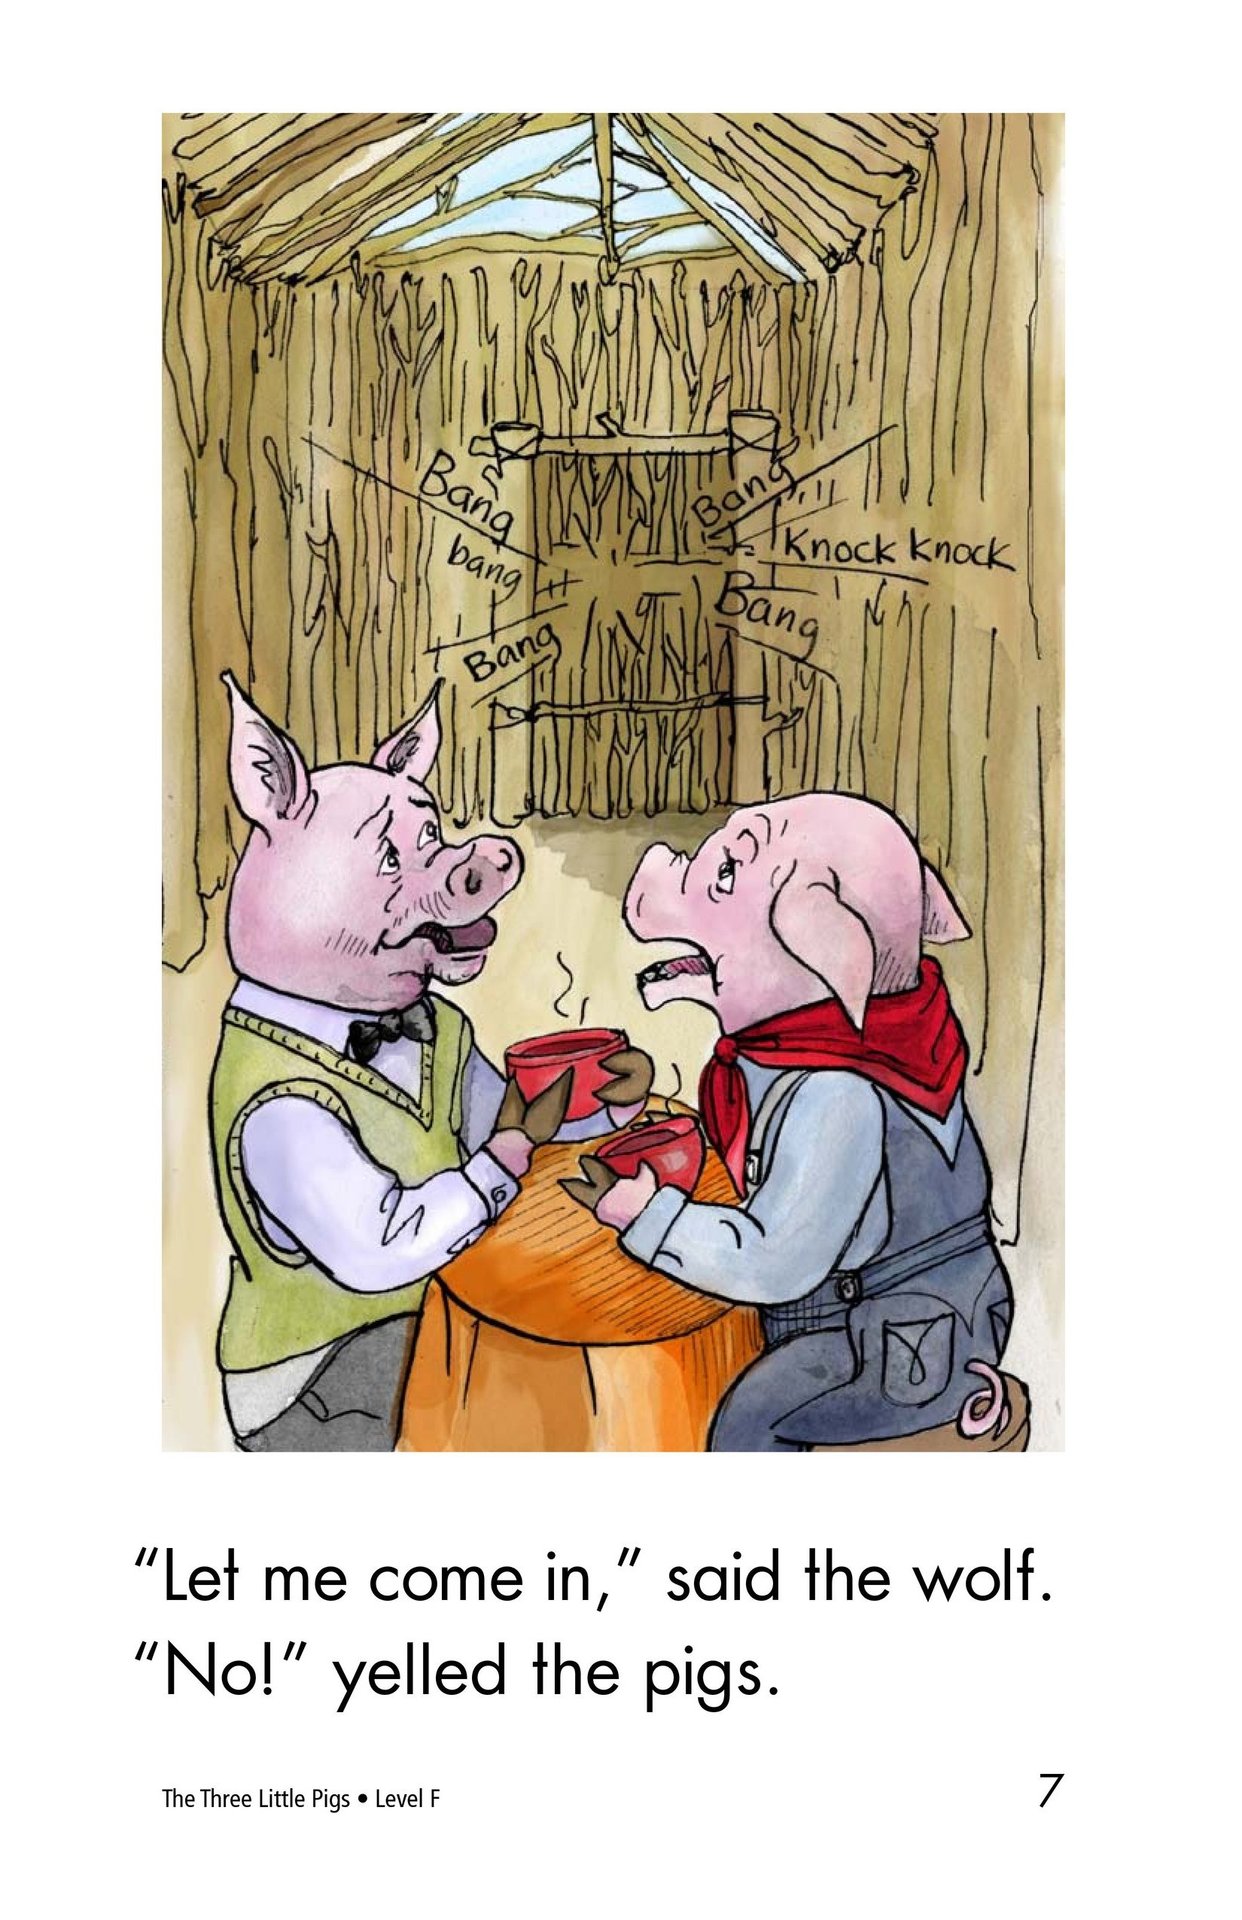 Bang
bang
Bang
Bang
Knock Knock
Bang
“Let me come in,” said the wolf.
“No!” yelled the pigs.
The Three Little Pigs • Level F
7